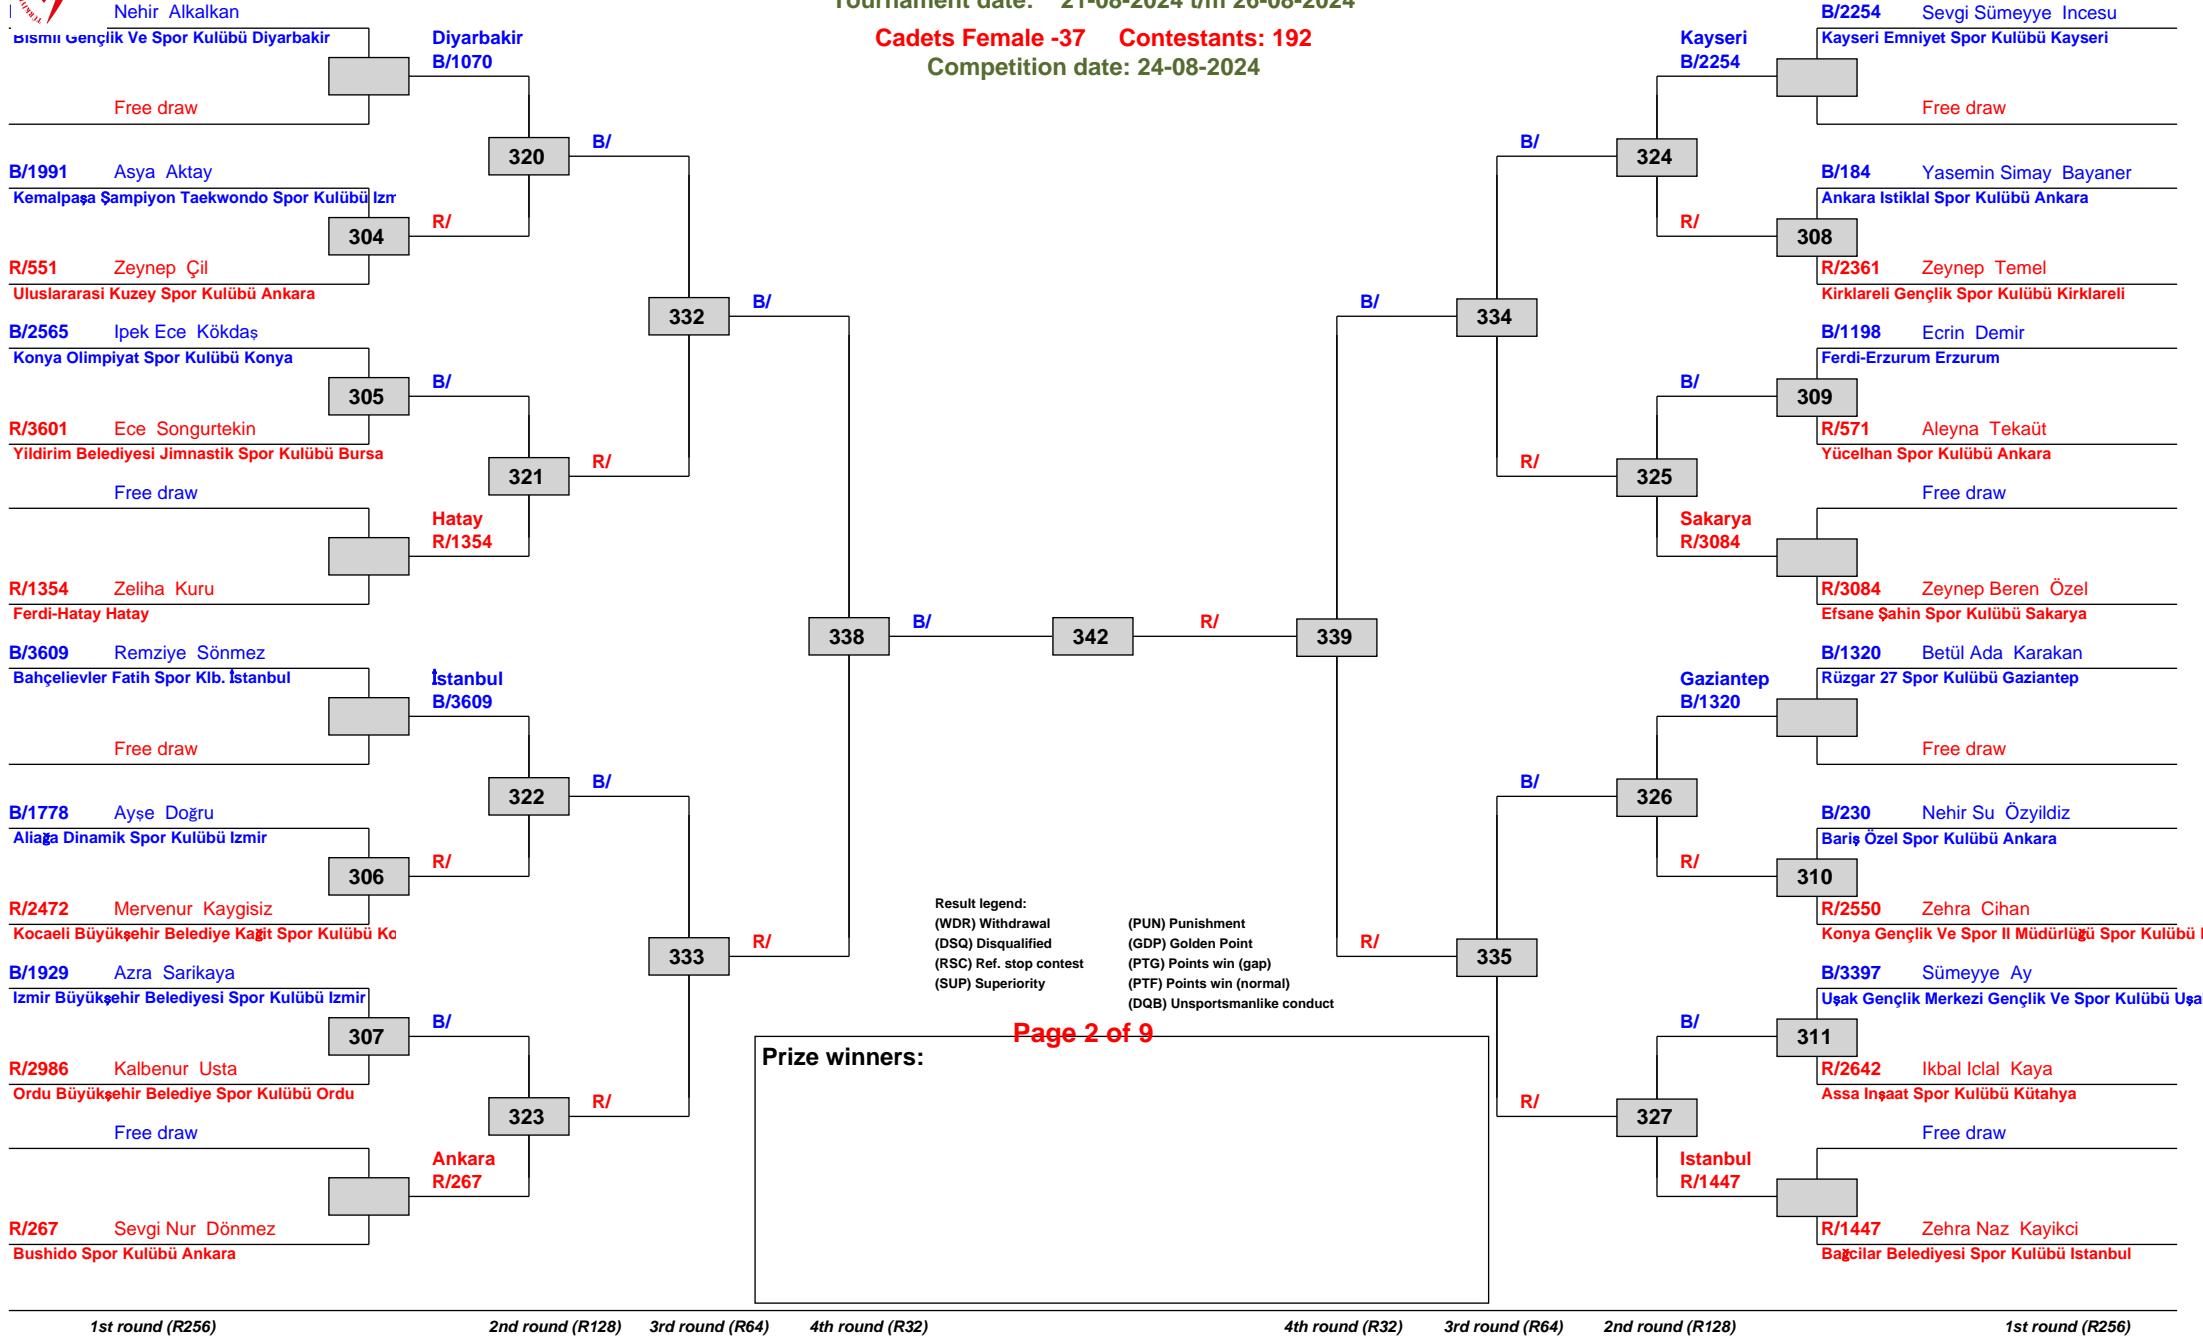 Tournament date: 21-08-2024 t/m 26-08-2024
Cadets Female -37 Contestants: 192
Competition date: 24-08-2024
Nehir Alkalkan
Bismil Gençlik Ve Spor Kulübü Diyarbakir
Free draw
B/1991 Asya Aktay
Kemalpaşa Şampiyon Taekwondo Spor Kulübü Izm
304
R/551 Zeynep Çil
Uluslararasi Kuzey Spor Kulübü Ankara
B/2565 Ipek Ece Kökdaş
Konya Olimpiyat Spor Kulübü Konya
305
R/3601 Ece Songurtekin
Yildirim Belediyesi Jimnastik Spor Kulübü Bursa
Free draw
R/1354 Zeliha Kuru
Ferdi-Hatay Hatay
B/3609 Remziye Sönmez
Bahçelievler Fatih Spor Klb. İstanbul
Free draw
B/1778 Ayşe Doğru
Aliağa Dinamik Spor Kulübü Izmir
306
R/2472 Mervenur Kaygisiz
Kocaeli Büyükşehir Belediye Kağit Spor Kulübü Ko
B/1929 Azra Sarikaya
Izmir Büyükşehir Belediyesi Spor Kulübü Izmir
307
R/2986 Kalbenur Usta
Ordu Büyükşehir Belediye Spor Kulübü Ordu
Free draw
R/267 Sevgi Nur Dönmez
Bushido Spor Kulübü Ankara
Diyarbakir
B/1070
320
R/
B/
321
Hatay
R/1354
İstanbul
B/3609
322
R/
B/
323
Ankara
R/267
B/
332
R/
B/
333
R/
B/
338
R/
B/
342
R/
339
B/
R/
334
B/
R/
335
B/
R/
Kayseri
B/2254
324
R/
B/
325
Sakarya
R/3084
Gaziantep
B/1320
326
R/
B/
327
Istanbul
R/1447
B/2254 Sevgi Sümeyye Incesu
Kayseri Emniyet Spor Kulübü Kayseri
Free draw
B/184 Yasemin Simay Bayaner
Ankara Istiklal Spor Kulübü Ankara
308
R/2361 Zeynep Temel
Kirklareli Gençlik Spor Kulübü Kirklareli
B/1198 Ecrin Demir
Ferdi-Erzurum Erzurum
309
R/571 Aleyna Tekaüt
Yücelhan Spor Kulübü Ankara
Free draw
R/3084 Zeynep Beren Özel
Efsane Şahin Spor Kulübü Sakarya
B/1320 Betül Ada Karakan
Rüzgar 27 Spor Kulübü Gaziantep
Free draw
B/230 Nehir Su Özyildiz
Bariş Özel Spor Kulübü Ankara
310
R/2550 Zehra Cihan
Konya Gençlik Ve Spor Il Müdürlüğü Spor Kulübü
B/3397 Sümeyye Ay
Uşak Gençlik Merkezi Gençlik Ve Spor Kulübü Uşa
311
R/2642 Ikbal Iclal Kaya
Assa Inşaat Spor Kulübü Kütahya
Free draw
R/1447 Zehra Naz Kayikci
Bağcilar Belediyesi Spor Kulübü Istanbul
Result legend:
(WDR) Withdrawal (PUN) Punishment
(DSQ) Disqualified (GDP) Golden Point
(RSC) Ref. stop contest (PTG) Points win (gap)
(SUP) Superiority (PTF) Points win (normal)
(DQB) Unsportsmanlike conduct
Page 2 of 9
Prize winners:
1st round (R256) 2nd round (R128) 3rd round (R64) 4th round (R32) 4th round (R32) 3rd round (R64) 2nd round (R128) 1st round (R256)